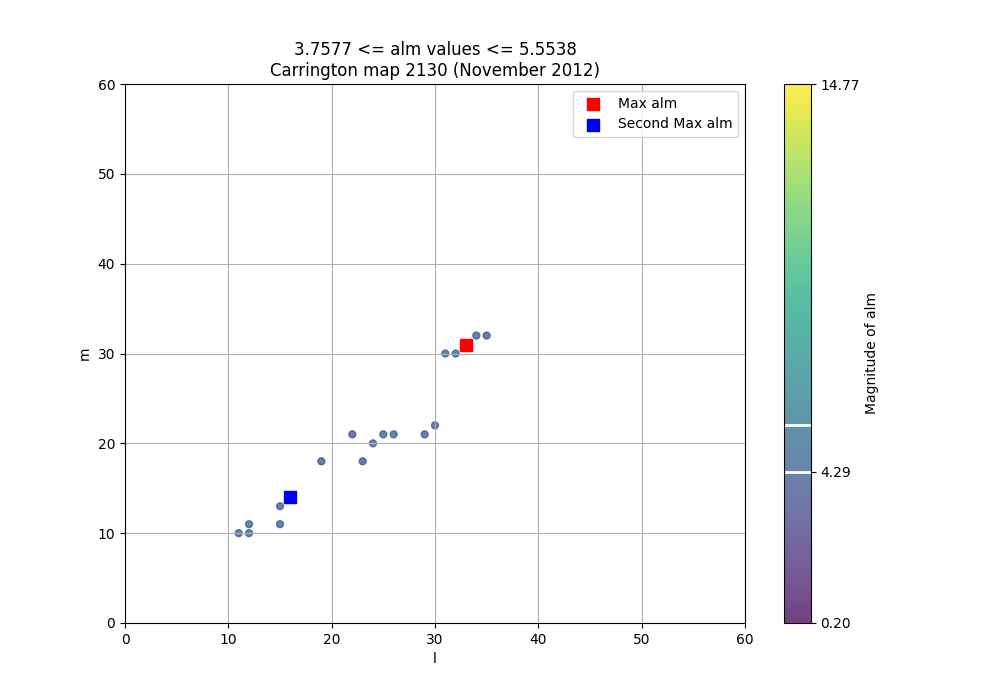 3.7577 <= alm values <= 5.5538
Carrington map 2130 (November 2012)
Max alm
Second Max alm
60
50
40
30
20
10
0
m
0 10 20 30 40 50 60
l
14.77
4.29
0.20
Magnitude of alm